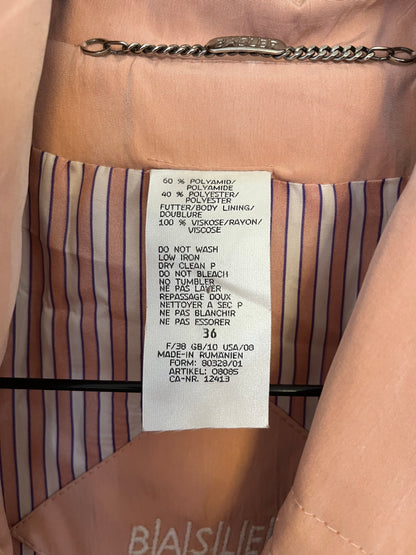 BASLER
60 % POLYAMID/
POLYAMIDE
40 % POLYESTER/
POLYESTER
FUTTER/BODY LINING/
DOUBLURE
100 % VISKOSE/RAYON/
VISCOSE
DO NOT WASH
LOW IRON
DRY CLEAN P
DO NOT BLEACH
NO TUMBLER
NE PAS LAVER
REPASSAGE DOUX
NETTOYER A SEC P
NE PAS BLANCHIR
NE PAS ESSORER
36
F/38 GB/10 USA/08
MADE-IN RUMÄNIEN
FORM: 80328/01
ARTIKEL: 08085
CA-NR. 12413
B|A|S|L|E|